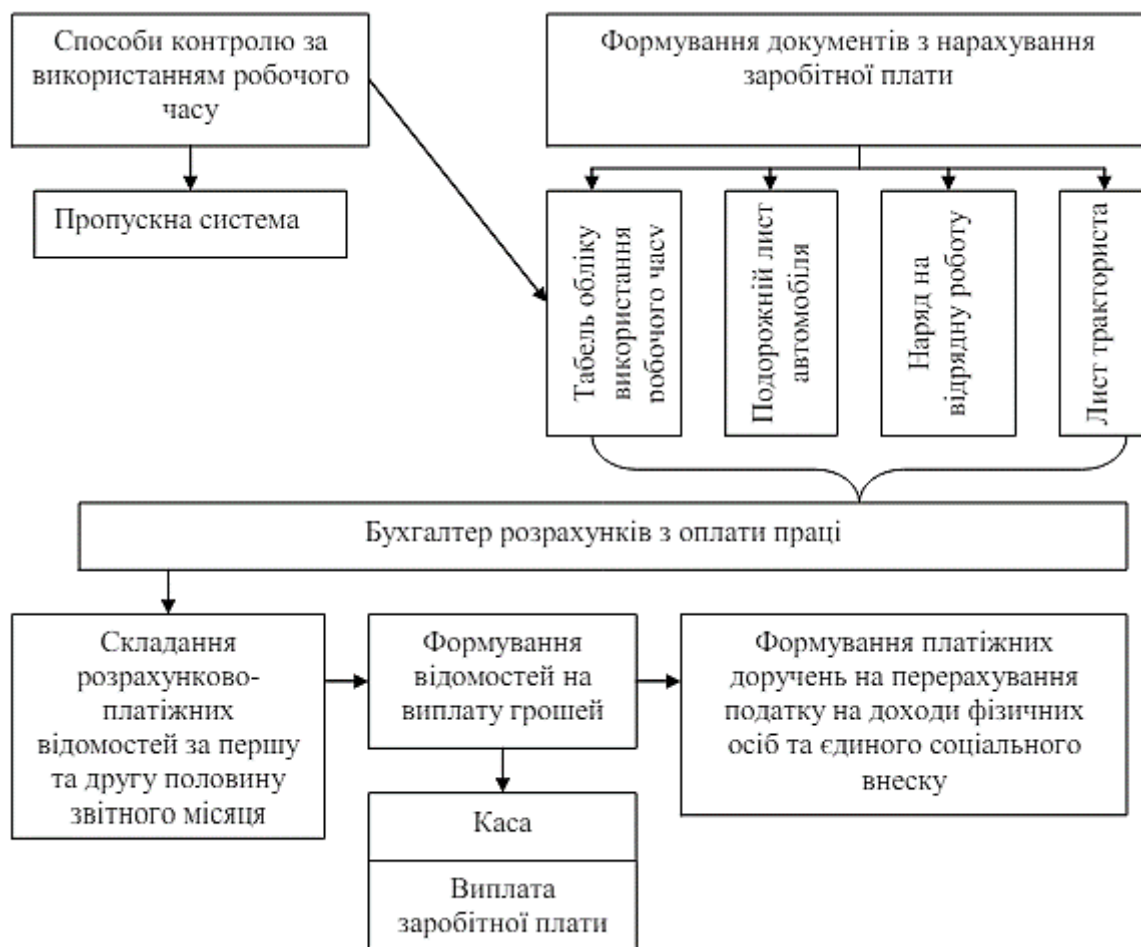 Способи контролю за
використанням робочого
часу
Формування документів з нарахування
заробітної плати
Пропускна система
Табель обліку
використання
робочого часу
Подорожній лист
автомобіля
Наряд на
відрядну роботу
Лист тракториста
Бухгалтер розрахунків з оплати праці
Складання
розрахунково-
платіжних
відомостей за першу
та другу половину
звітного місяця
Формування
відомостей на
виплату грошей
Формування платіжних
доручень на перерахування
податку на доходи фізичних
осіб та єдиного соціального
внеску
Каса
Виплата
заробітної плати